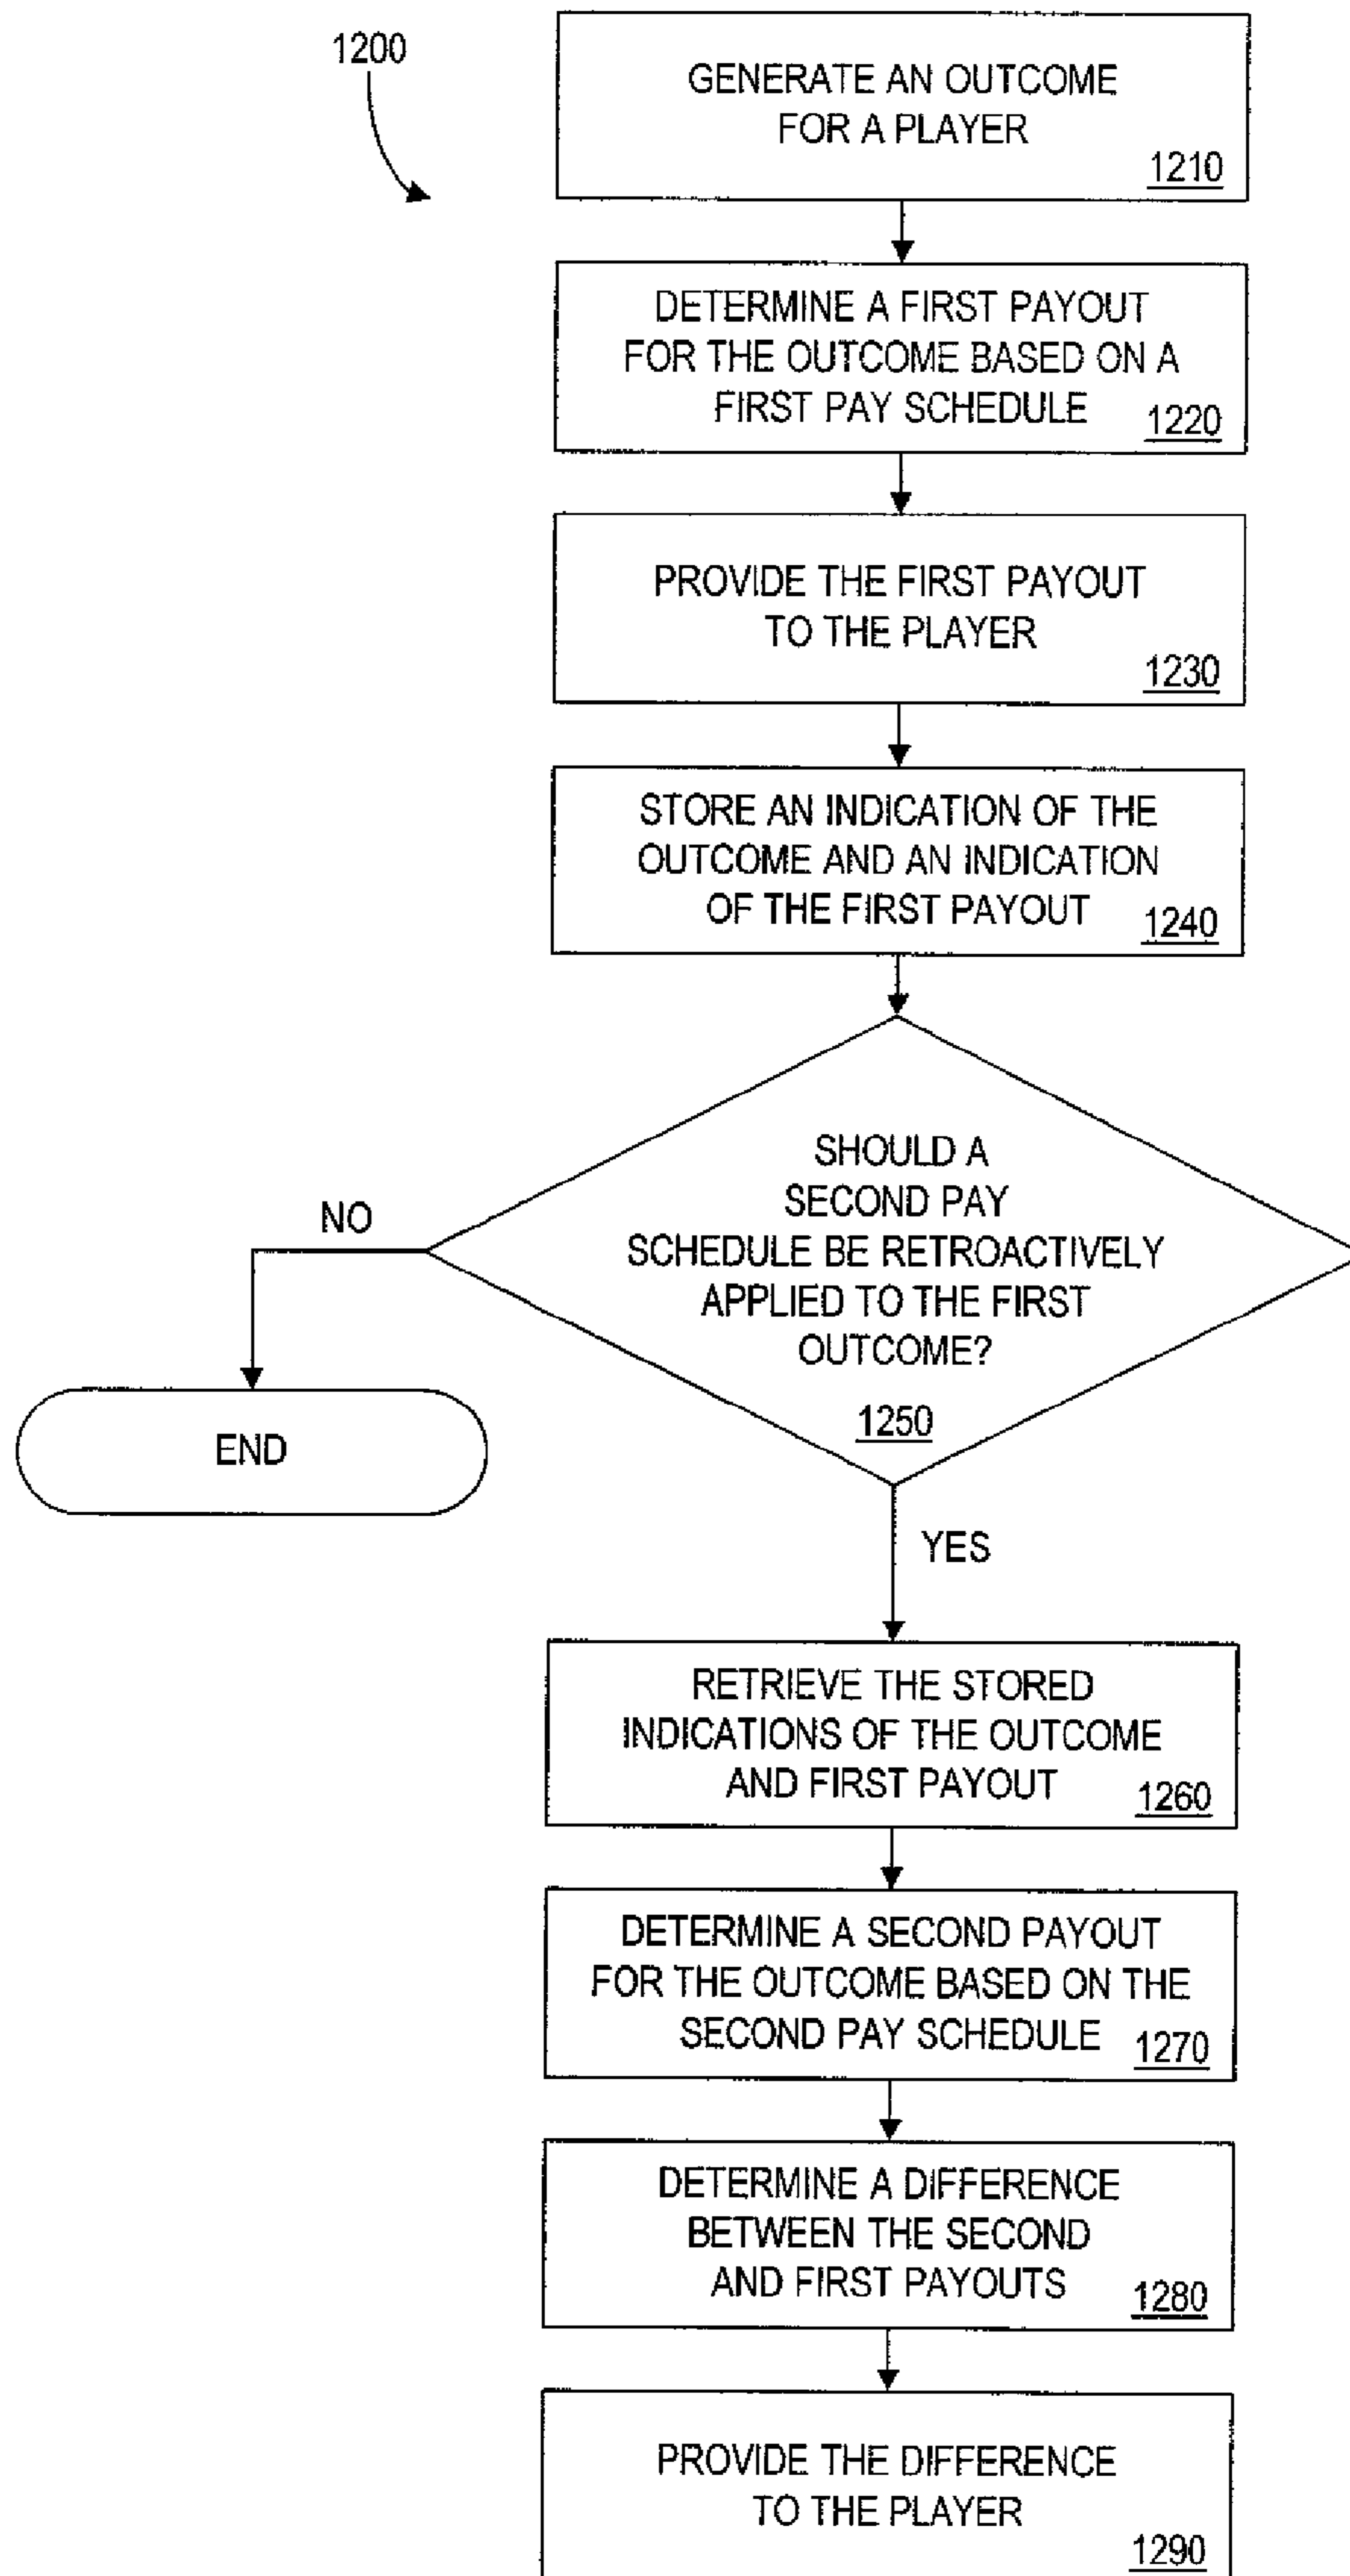 1200
GENERATE AN OUTCOME
FOR A PLAYER
1210
DETERMINE A FIRST PAYOUT
FOR THE OUTCOME BASED ON A
FIRST PAY SCHEDULE
1220
PROVIDE THE FIRST PAYOUT
TO THE PLAYER
1230
STORE AN INDICATION OF THE
OUTCOME AND AN INDICATION
OF THE FIRST PAYOUT
1240
SHOULD A
SECOND PAY
SCHEDULE BE RETROACTIVELY
APPLIED TO THE FIRST
OUTCOME?
1250
NO
END
YES
RETRIEVE THE STORED
INDICATIONS OF THE OUTCOME
AND FIRST PAYOUT
1260
DETERMINE A SECOND PAYOUT
FOR THE OUTCOME BASED ON THE
SECOND PAY SCHEDULE
1270
DETERMINE A DIFFERENCE
BETWEEN THE SECOND
AND FIRST PAYOUTS
1280
PROVIDE THE DIFFERENCE
TO THE PLAYER
1290